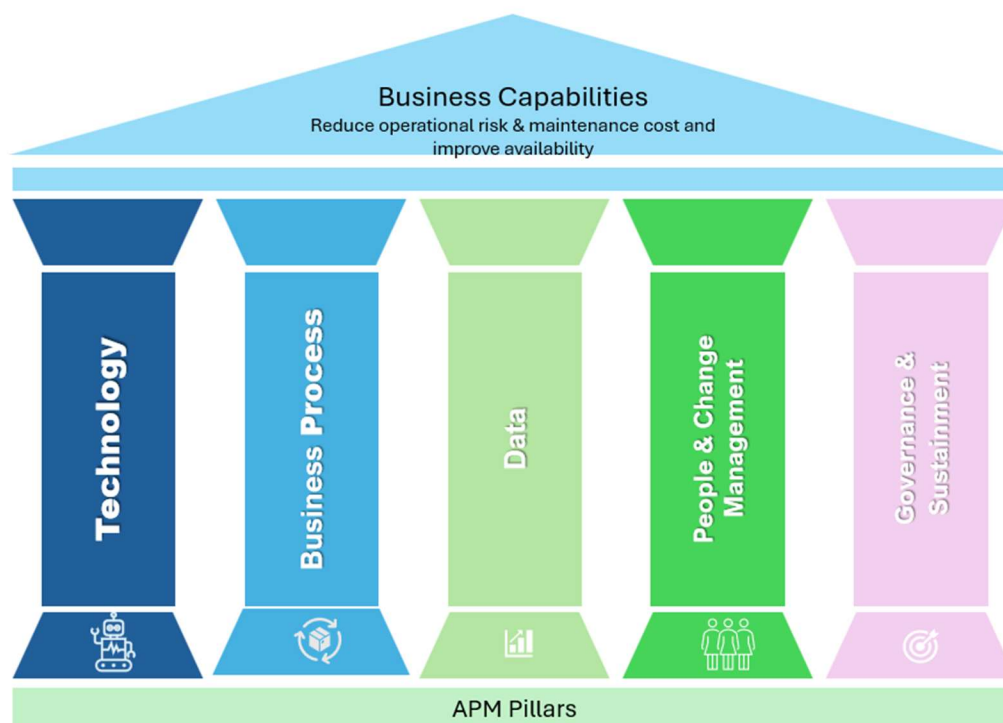 Business Capabilities
Reduce operational risk & maintenance cost and
improve availability
Technology
Business Process
Data
People & Change
Management
Governance &
Sustainment
APM Pillars